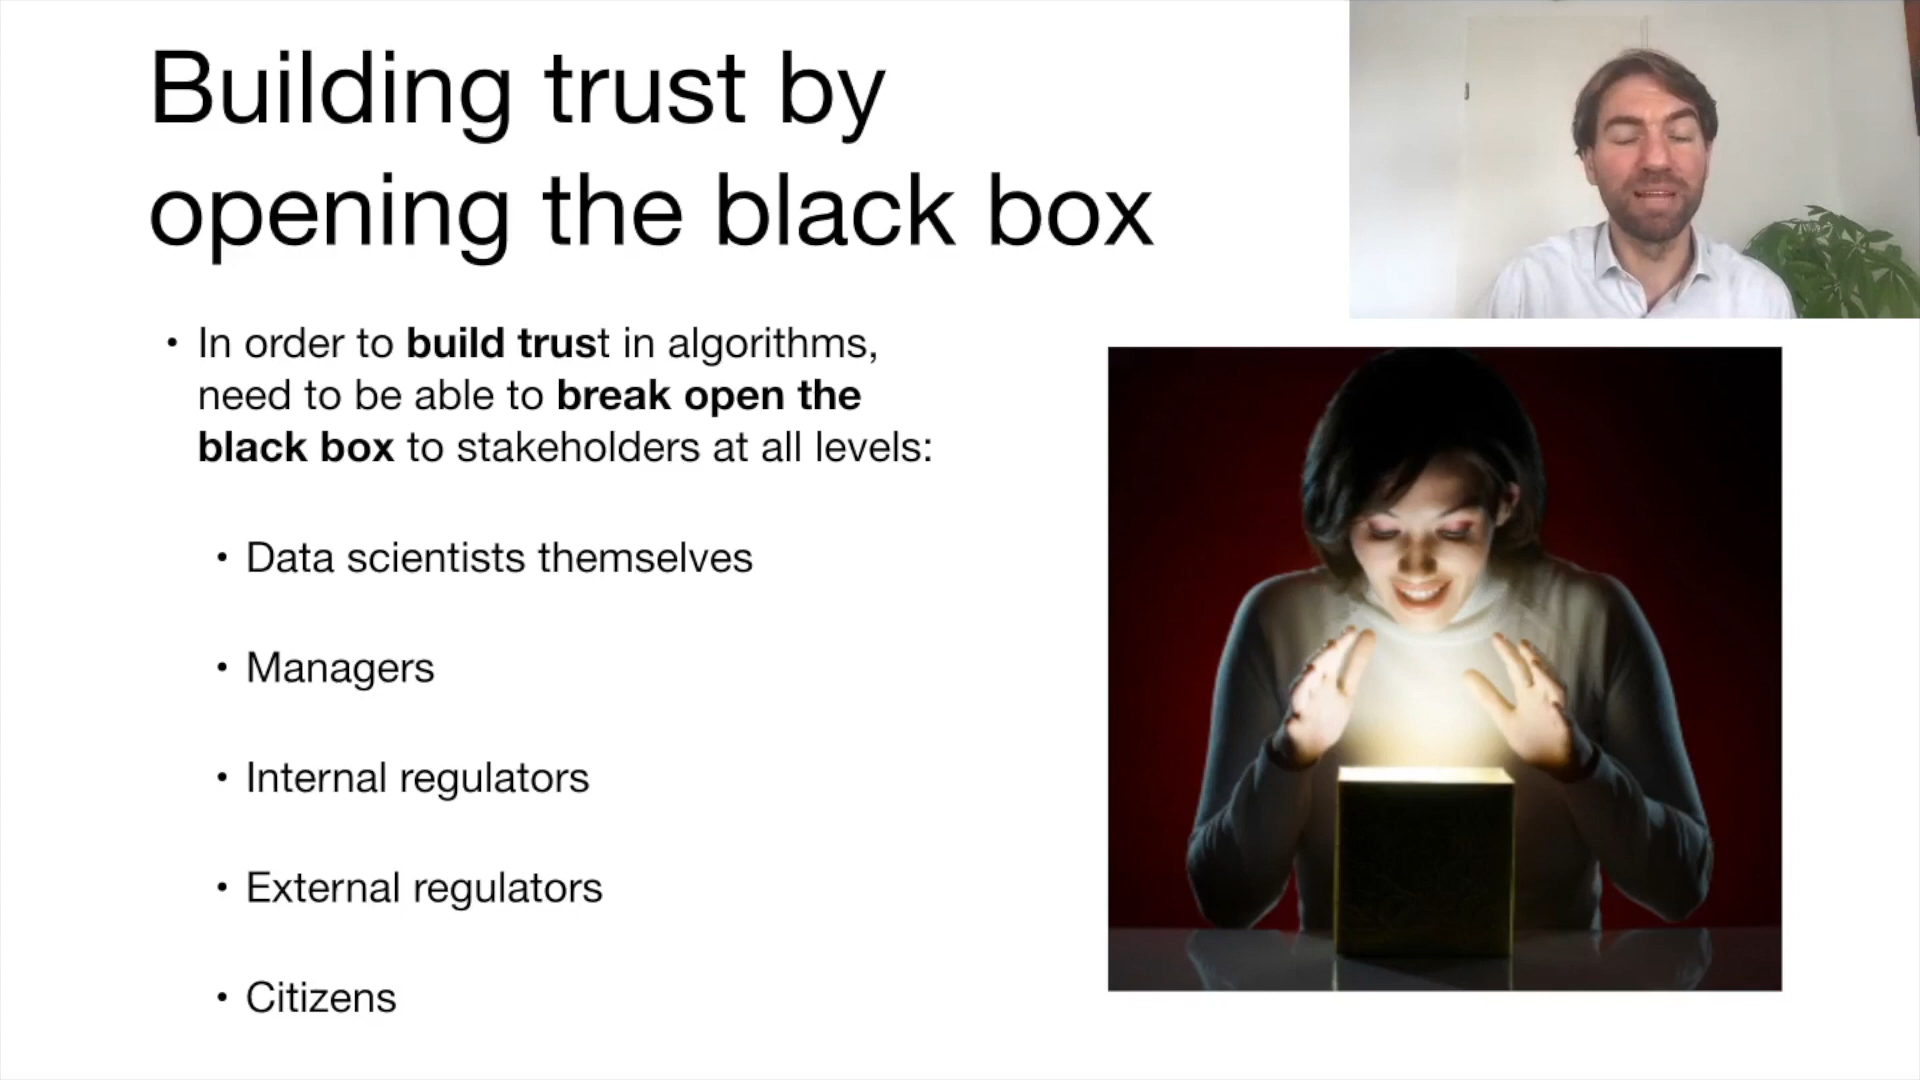 Building trust by
opening the black box
• In order to build trust in algorithms,
need to be able to break open the
black box to stakeholders at all levels:
• Data scientists themselves
• Managers
• Internal regulators
• External regulators
• Citizens